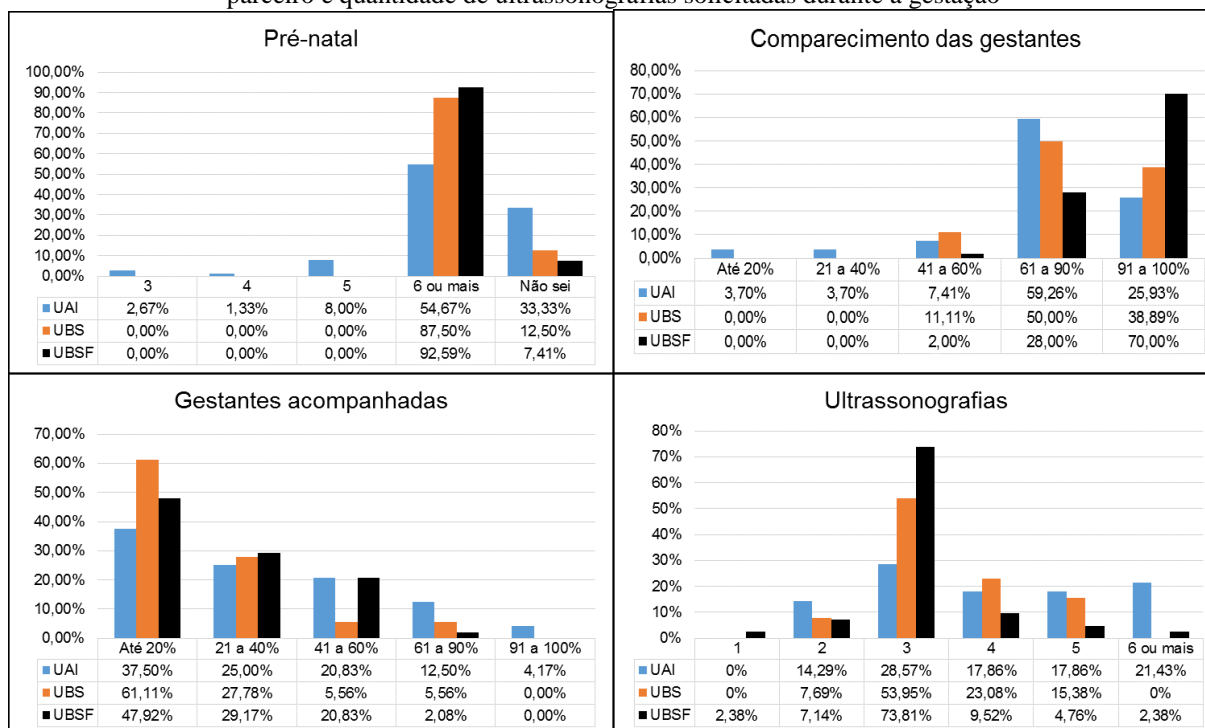 parceiro e quantidade de ultrassonografias solicitadas durante a gestação
Pré-natal
100,00%
90,00%
80,00%
70,00%
60,00%
50,00%
40,00%
30,00%
20,00%
10,00%
0,00%
3 4 5 6 ou mais Não sei
UAI 2,67% 1,33% 8,00% 54,67% 33,33%
UBS 0,00% 0,00% 0,00% 87,50% 12,50%
UBSF 0,00% 0,00% 0,00% 92,59% 7,41%
Comparecimento das gestantes
80,00%
70,00%
60,00%
50,00%
40,00%
30,00%
20,00%
10,00%
0,00%
Até 20% 21 a 40% 41 a 60% 61 a 90% 91 a 100%
UAI 3,70% 3,70% 7,41% 59,26% 25,93%
UBS 0,00% 0,00% 11,11% 50,00% 38,89%
UBSF 0,00% 0,00% 2,00% 28,00% 70,00%
Gestantes acompanhadas
70,00%
60,00%
50,00%
40,00%
30,00%
20,00%
10,00%
0,00%
Até 20% 21 a 40% 41 a 60% 61 a 90% 91 a 100%
UAI 37,50% 25,00% 20,83% 12,50% 4,17%
UBS 61,11% 27,78% 5,56% 5,56% 0,00%
UBSF 47,92% 29,17% 20,83% 2,08% 0,00%
Ultrassonografias
80%
70%
60%
50%
40%
30%
20%
10%
0%
1 2 3 4 5 6 ou mais
UAI 0% 14,29% 28,57% 17,86% 17,86% 21,43%
UBS 0% 7,69% 53,95% 23,08% 15,38% 0%
UBSF 2,38% 7,14% 73,81% 9,52% 4,76% 2,38%